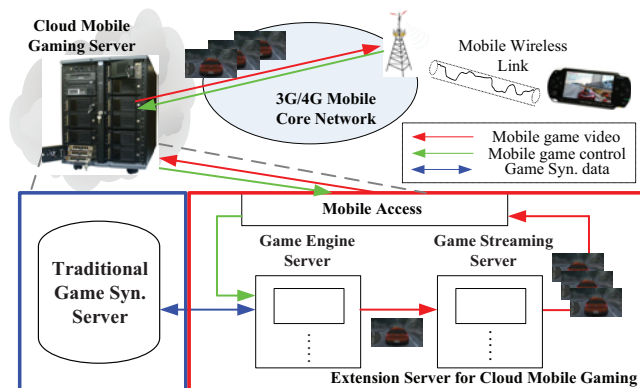 Cloud Mobile
Gaming Server
Mobile Wireless
Link
3G/4G Mobile
Core Network
Mobile game video
Mobile game control
Game Syn. data
Mobile Access
Game Engine
Server
Game Streaming
Server
Traditional
Game Syn.
Server
Extension Server for Cloud Mobile Gaming